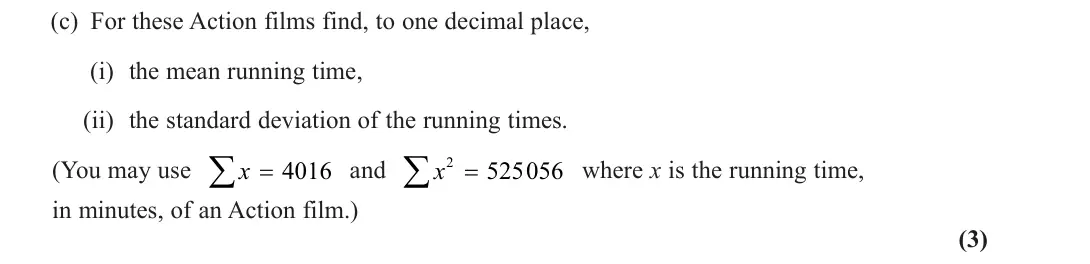 (c) For these Action films find, to one decimal place,
(i) the mean running time,
(ii) the standard deviation of the running times.
(You may use ∑x = 4016 and ∑x² = 525056 where x is the running time,
in minutes, of an Action film.)
(3)